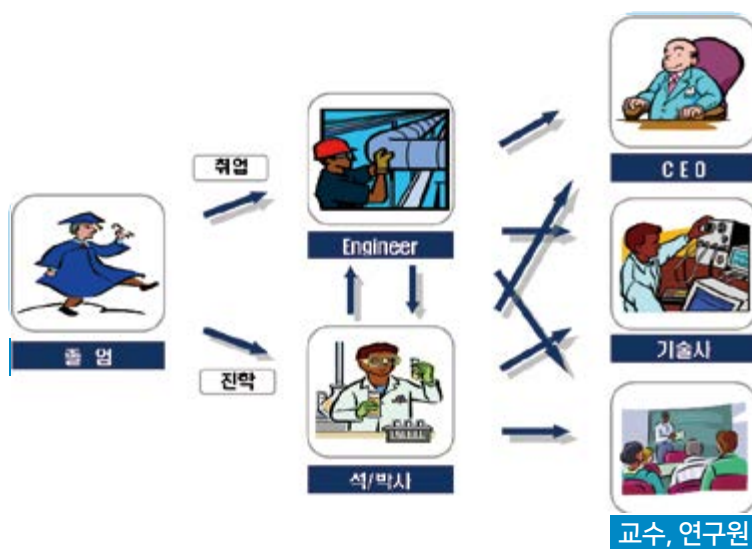 취업
CEO
Engineer
졸업
기술사
진학
석/박사
교수, 연구원